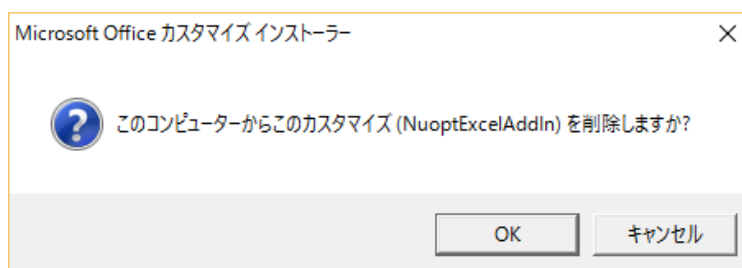 Microsoft Office カスタマイズ インストーラー
このコンピューターからこのカスタマイズ (NuoptExcelAddIn) を削除しますか?
OK
キャンセル